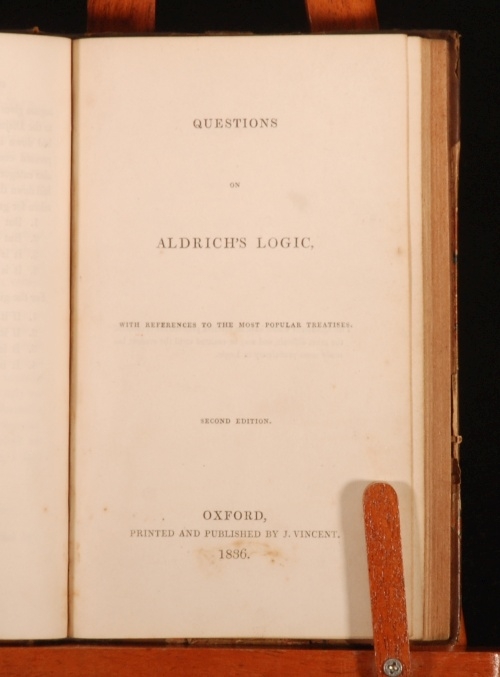 QUESTIONS
ON
ALDRICH'S LOGIC,
WITH REFERENCES TO THE MOST POPULAR TREATISES.
SECOND EDITION.
OXFORD,
PRINTED AND PUBLISHED BY J. VINCENT.
1836.